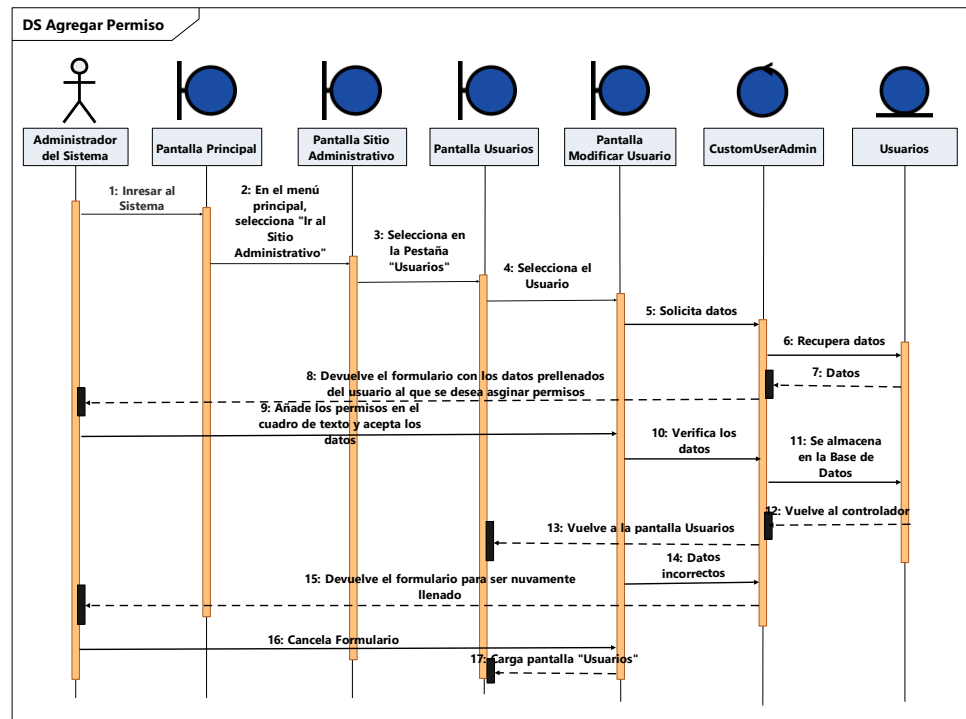 DS Agregar Permiso
Administrador
del Sistema
Pantalla Principal
Pantalla Sitio
Administrativo
Pantalla Usuarios
Pantalla
Modificar Usuario
CustomUserAdmin
Usuarios
1: Inresar al
Sistema
2: En el menú
principal,
selecciona "Ir al
Sitio
Administrativo"
3: Selecciona en
la Pestaña
"Usuarios"
4: Selecciona el
Usuario
5: Solicita datos
6: Recupera datos
7: Datos
8: Devuelve el formulario con los datos prellenados
del usuario al que se desea asginar permisos
9: Añade los permisos en el
cuadro de texto y acepta los
datos
10: Verifica los
datos
11: Se almacena
en la Base de
Datos
12: Vuelve al controlador
13: Vuelve a la pantalla Usuarios
14: Datos
incorrectos
15: Devuelve el formulario para ser nuvamente
llenado
16: Cancela Formulario
17: Carga pantalla "Usuarios"